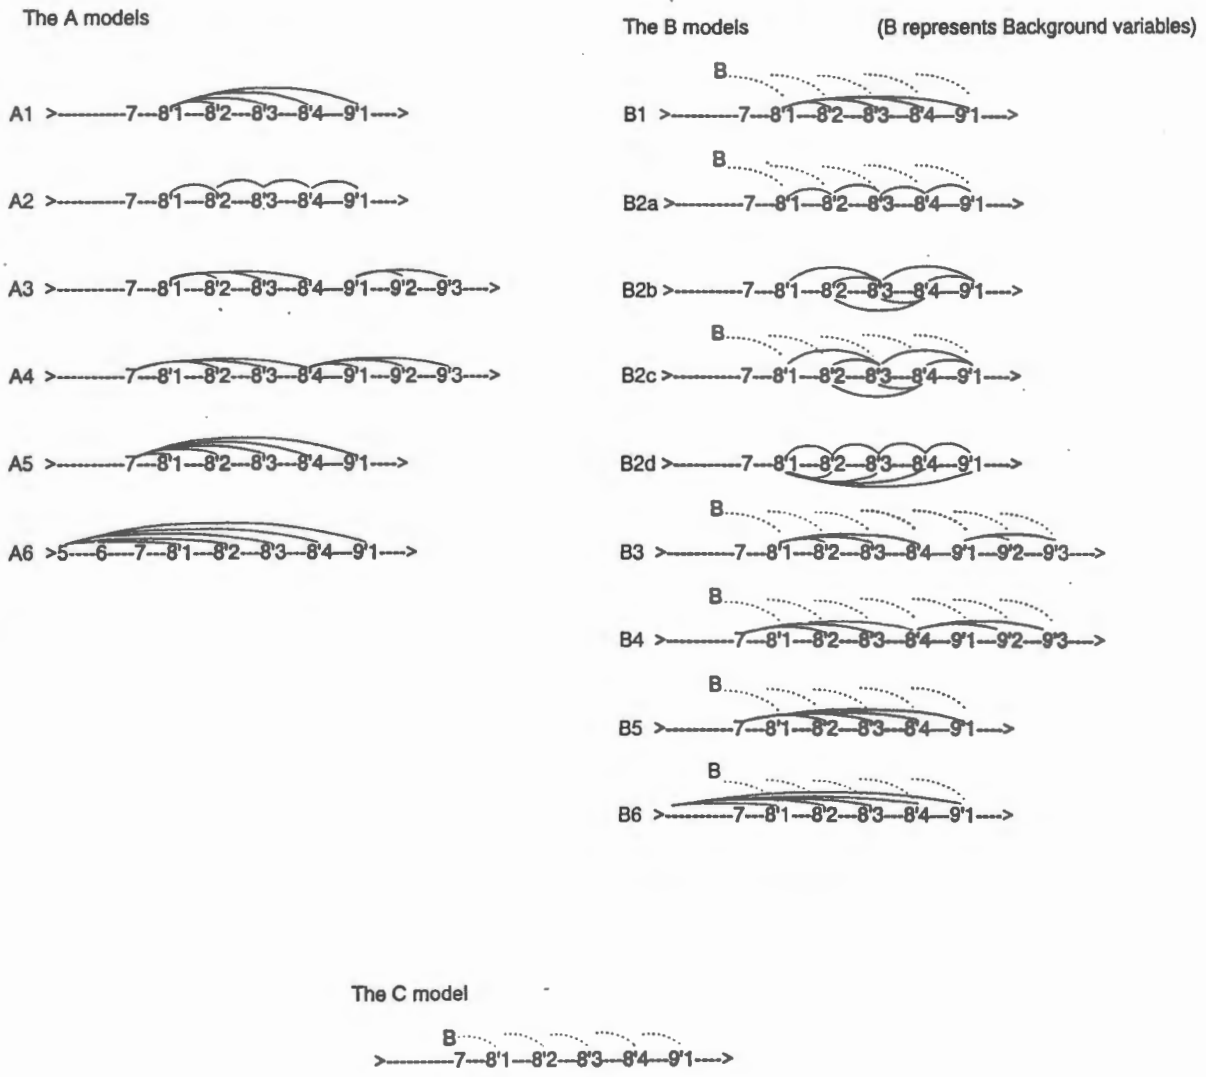 The A models
A1 >----------7---8'1---8'2---8'3---8'4---9'1---->
A2 >----------7---8'1---8'2---8'3---8'4---9'1---->
A3 >----------7---8'1---8'2---8'3---8'4---9'1---9'2---9'3---->
A4 >----------7---8'1---8'2---8'3---8'4---9'1---9'2---9'3---->
A5 >----------7---8'1---8'2---8'3---8'4---9'1---->
A6 >5---6---7---8'1---8'2---8'3---8'4---9'1---->
The B models (B represents Background variables)
B
B1 >----------7---8'1---8'2---8'3---8'4---9'1---->
B
B2a >----------7---8'1---8'2---8'3---8'4---9'1---->
B2b >----------7---8'1---8'2---8'3---8'4---9'1---->
B
B2c >----------7---8'1---8'2---8'3---8'4---9'1---->
B2d >----------7---8'1---8'2---8'3---8'4---9'1---->
B
B3 >----------7---8'1---8'2---8'3---8'4---9'1---9'2---9'3---->
B
B4 >----------7---8'1---8'2---8'3---8'4---9'1---9'2---9'3---->
B
B5 >----------7---8'1---8'2---8'3---8'4---9'1---->
B
B6 >----------7---8'1---8'2---8'3---8'4---9'1---->
The C model
B
>----------7---8'1---8'2---8'3---8'4---9'1---->